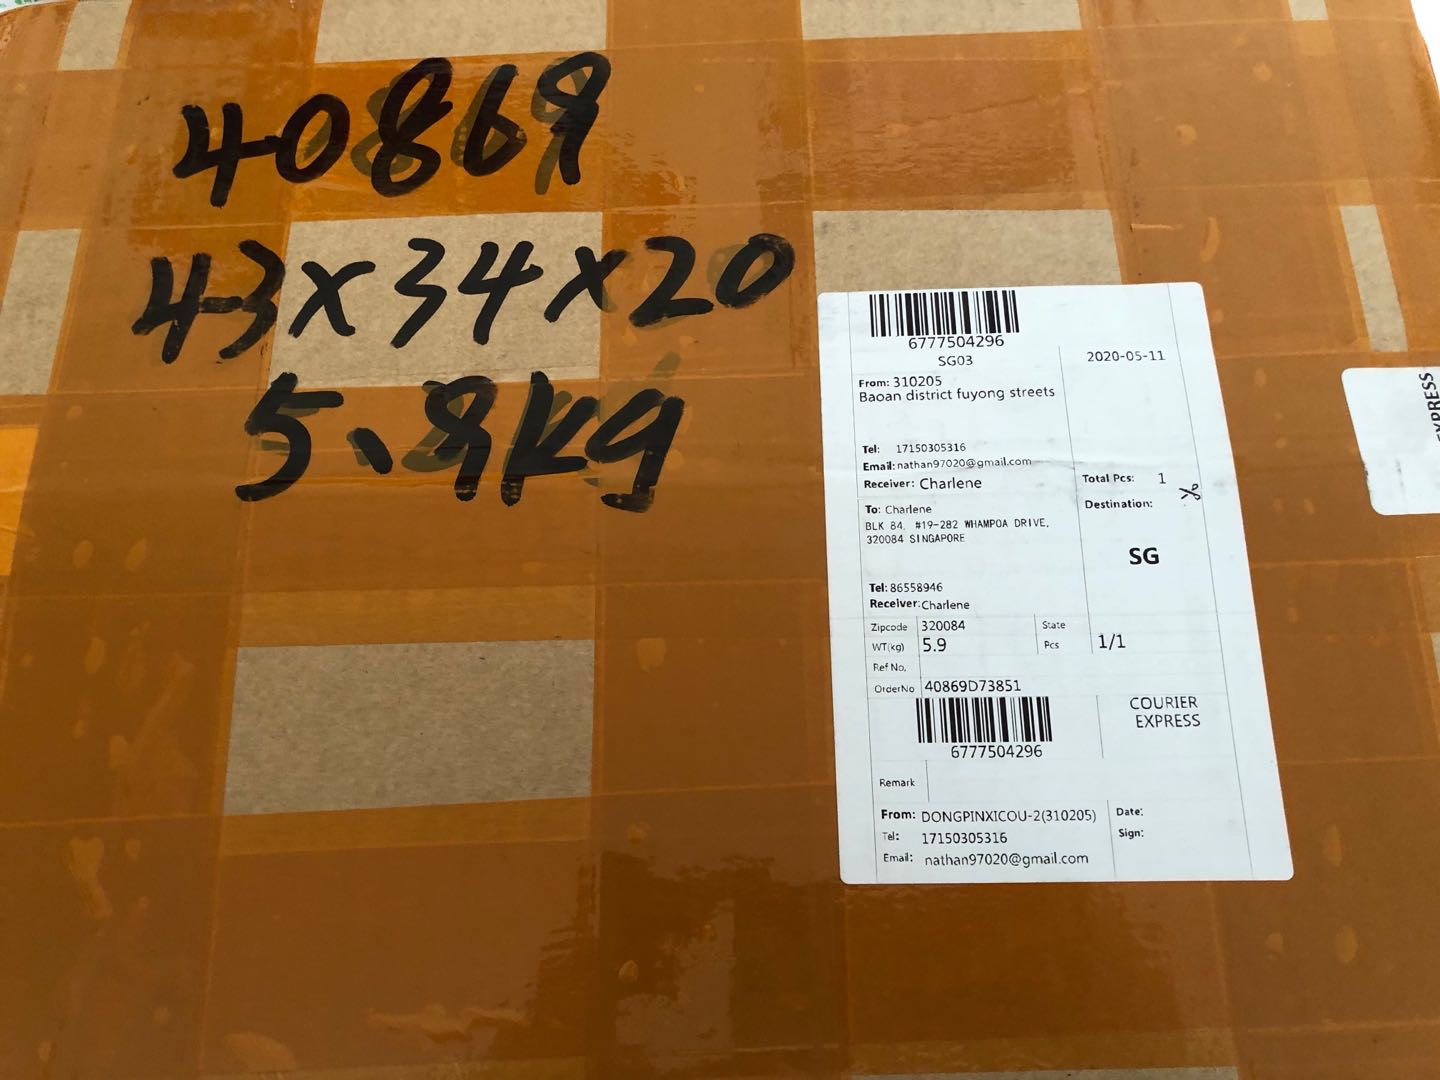 40869
43x34x20
5.9kg
6777504296
SG03
2020-05-11
From: 310205
Baoan district fuyong streets
Tel: 17150305316
Email: nathan97020@gmail.com
Receiver: Charlene
Total Pcs: 1
To: Charlene
Destination:
BLK 84, #19-282 WHAMPOA DRIVE,
320084 SINGAPORE
SG
Tel: 86558946
Receiver: Charlene
Zipcode 320084 State
WT(kg) 5.9 Pcs 1/1
Ref No.
OrderNo 40869D73851
COURIER
EXPRESS
6777504296
Remark
From: DONGPINXICOU-2(310205) Date:
Tel: 17150305316 Sign:
Email: nathan97020@gmail.com